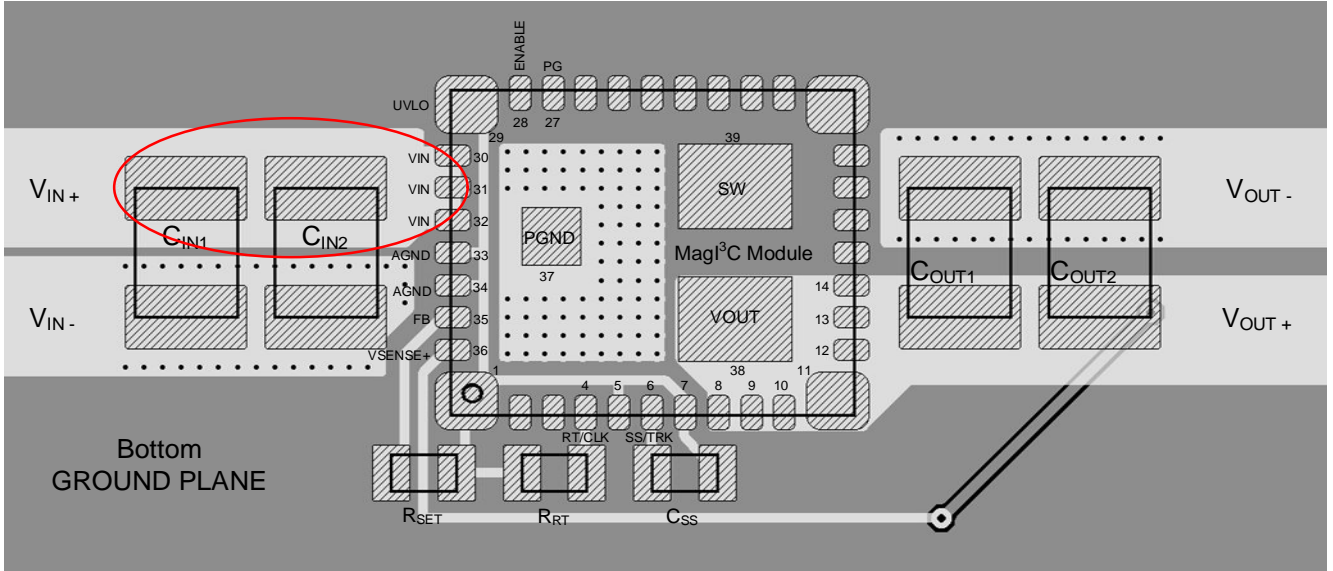 ENABLE
PG
UVLO
28
27
29
39
VIN
30
VIN
31
VIN
32
AGND
33
AGND
34
FB
35
VSENSE+
36
VIN +
CIN1
CIN2
VIN -
PGND
37
SW
MagI³C Module
VOUT
38
14
13
12
11
1
4
5
6
7
8
9
10
RT/CLK
SS/TRK
COUT1
COUT2
VOUT -
VOUT +
Bottom
GROUND PLANE
RSET
RRT
CSS